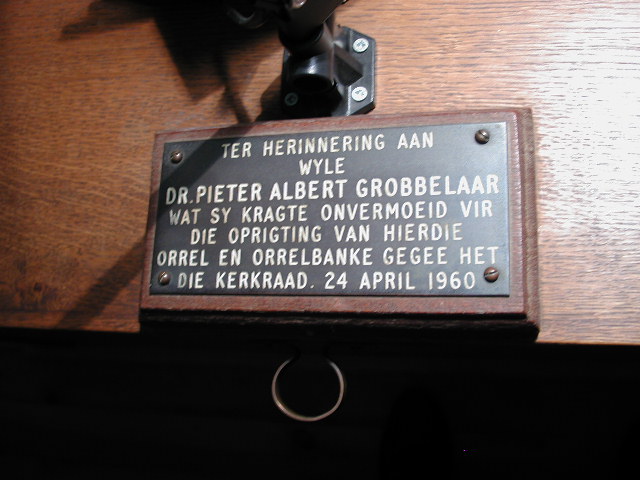 TER HERINNERING AAN
WYLE
DR. PIETER ALBERT GROBBELAAR
WAT SY KRAGTE ONVERMOEID VIR
DIE OPRIGTING VAN HIERDIE
ORREL EN ORRELBANKE GEGEE HET
DIE KERKRAAD. 24 APRIL 1960